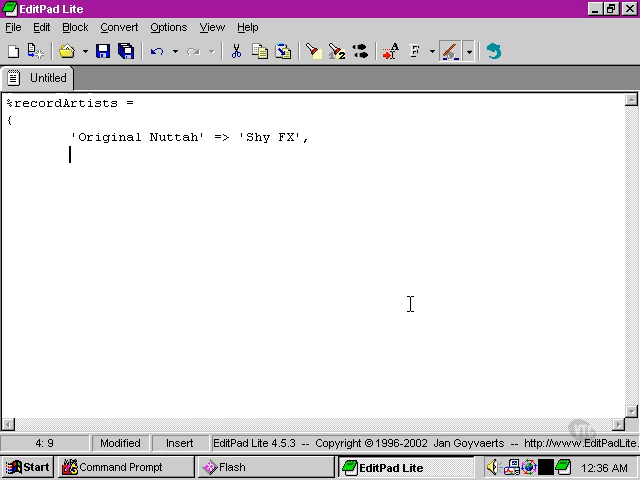 EditPad Lite
File Edit Block Convert Options View Help
Untitled
%recordArtists =
(
'Original Nuttah' => 'Shy FX',
4: 9 Modified Insert EditPad Lite 4.5.3 -- Copyright © 1996-2002 Jan Goyvaerts -- http://www.EditPadLite.
Start Command Prompt Flash EditPad Lite 12:36 AM